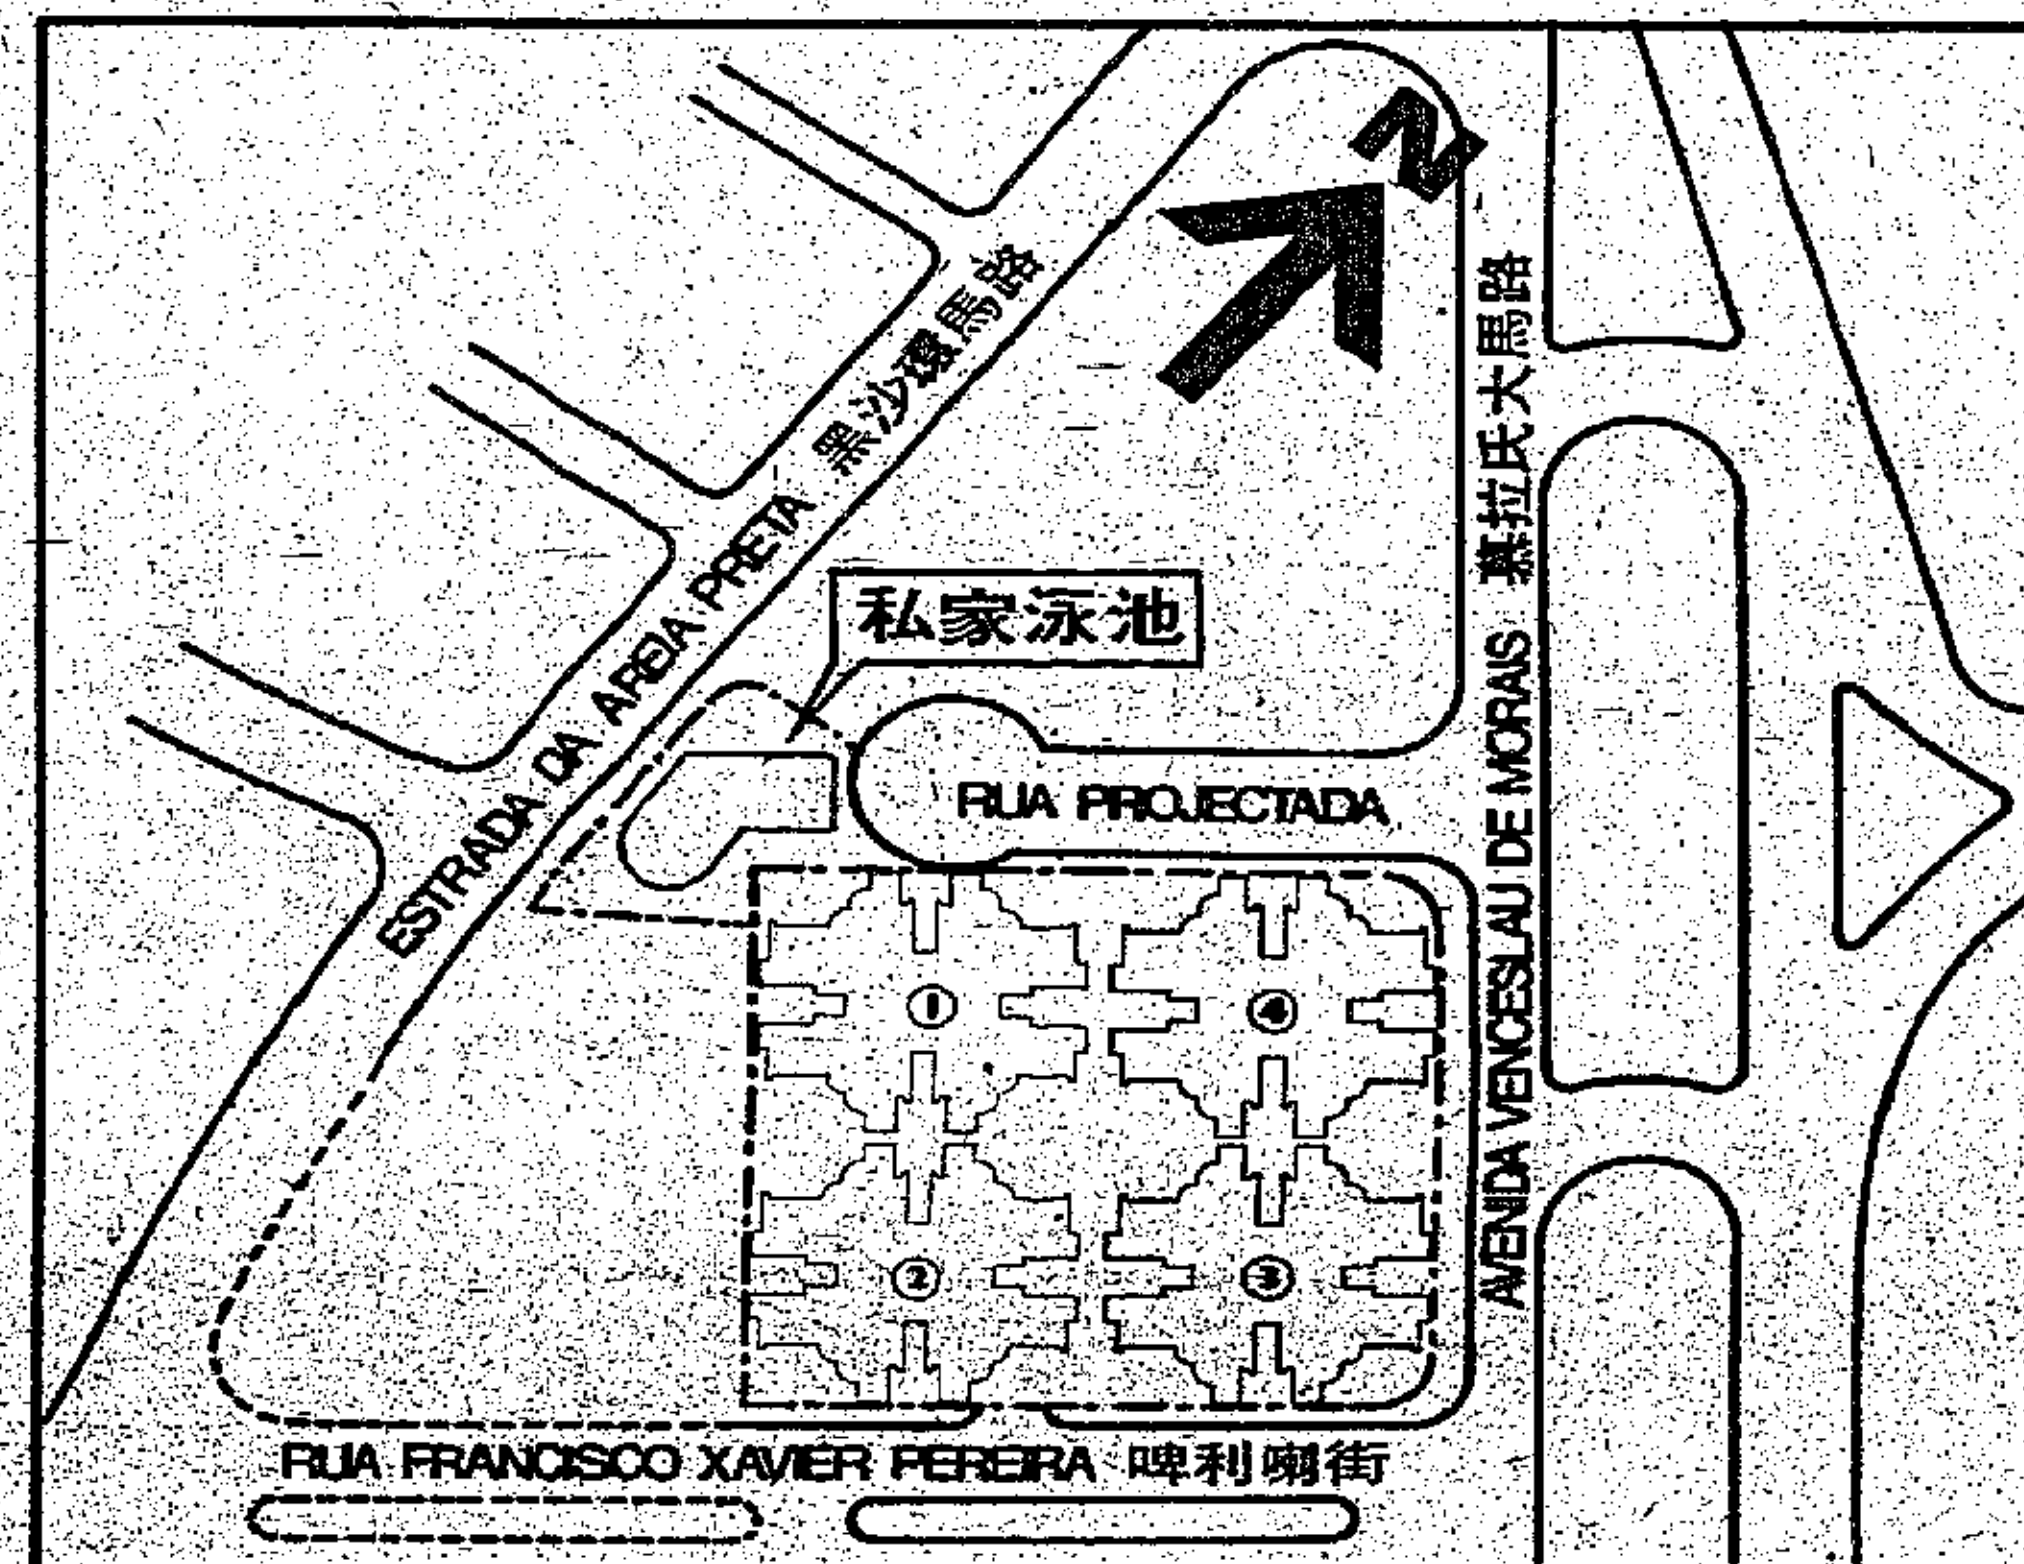 N
ESTRADA DA AREIA PRETA 黑沙環馬路
慕拉氏大馬路
AVENIDA VENCESLAU DE MORAIS
私家泳池
RUA PROJECTADA
①
④
②
③
RUA FRANCISCO XAVIER PEREIRA 啤利喇街